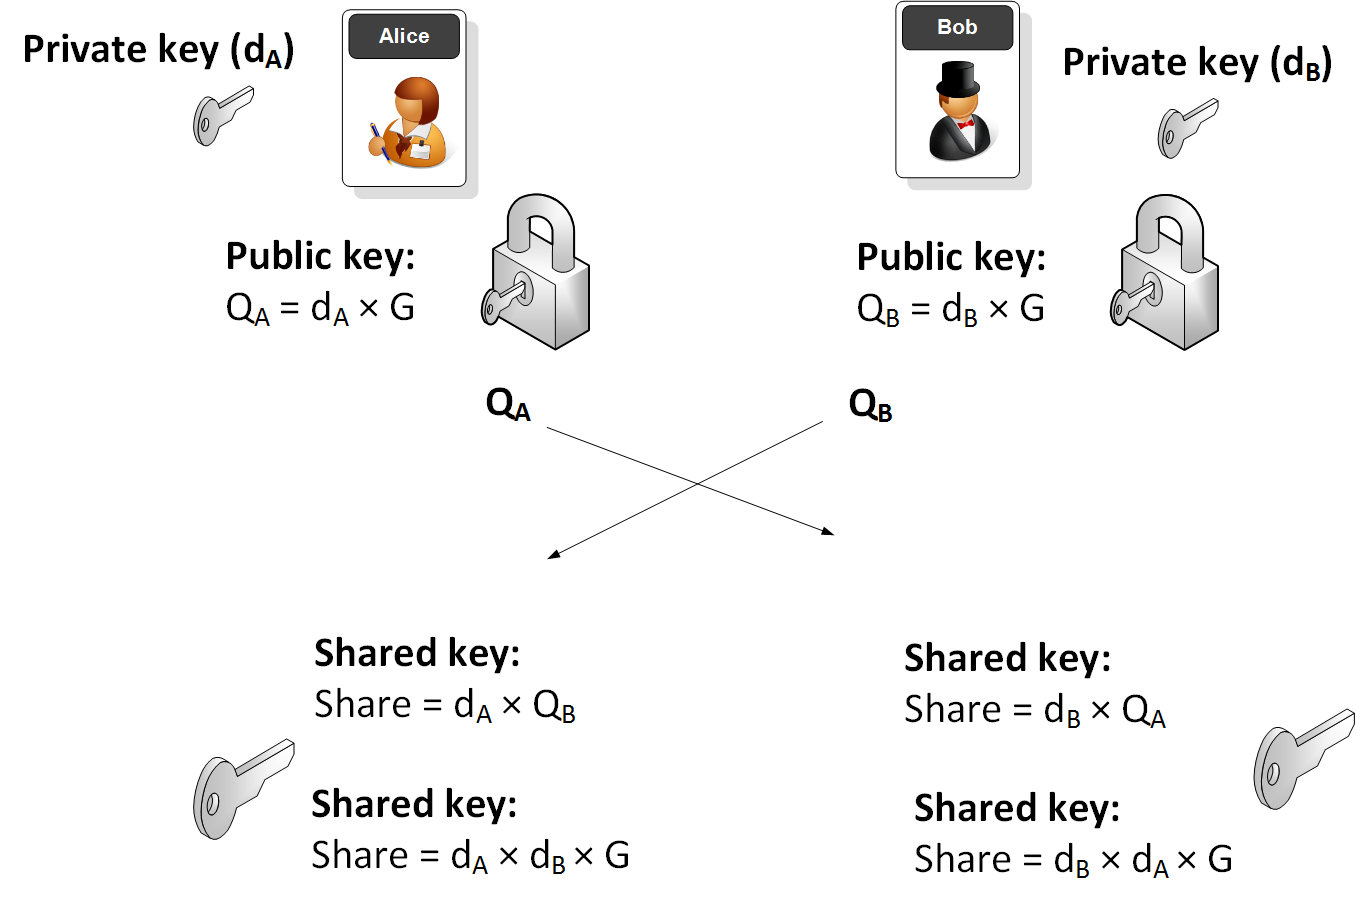 Private key (dA)
Alice
Bob
Private key (dB)
Public key:
QA = dA × G
Public key:
QB = dB × G
QA
QB
Shared key:
Share = dA × QB
Shared key:
Share = dB × QA
Shared key:
Share = dA × dB × G
Shared key:
Share = dB × dA × G